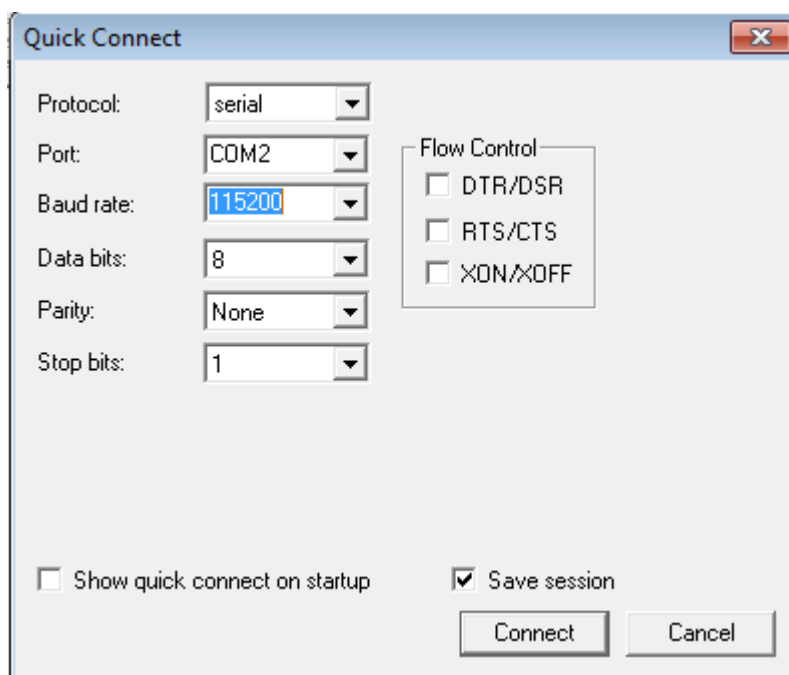 Quick Connect
Protocol: serial
Port: COM2
Baud rate: 115200
Data bits: 8
Parity: None
Stop bits: 1
Flow Control
DTR/DSR
RTS/CTS
XON/XOFF
Show quick connect on startup
Save session
Connect
Cancel